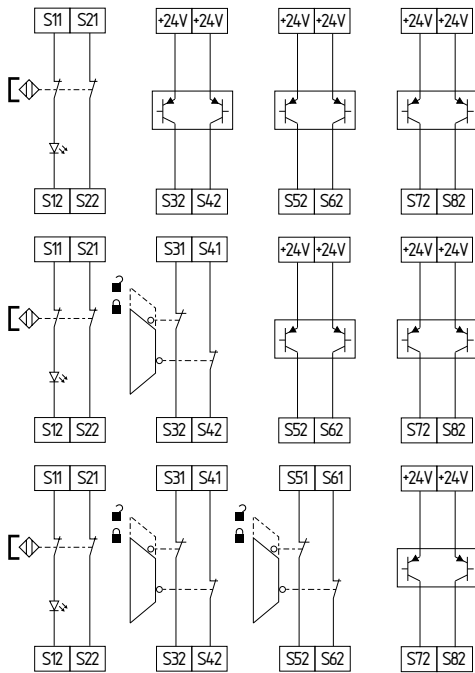 S11 S21 +24V +24V +24V +24V +24V +24V
S12 S22 S32 S42 S52 S62 S72 S82
S11 S21 S31 S41 +24V +24V +24V +24V
S12 S22 S32 S42 S52 S62 S72 S82
S11 S21 S31 S41 S51 S61 +24V +24V
S12 S22 S32 S42 S52 S62 S72 S82